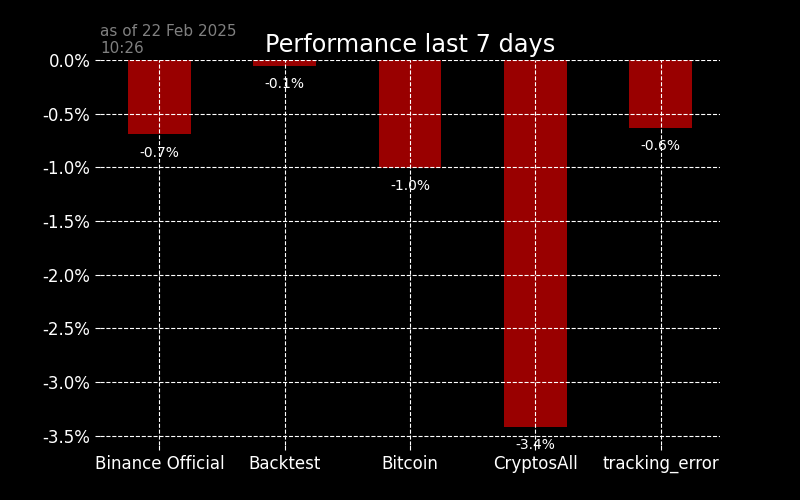 as of 22 Feb 2025
10:26
Performance last 7 days
0.0%
-0.5%
-1.0%
-1.5%
-2.0%
-2.5%
-3.0%
-3.5%
-0.7%
-0.1%
-1.0%
-3.4%
-0.6%
Binance Official
Backtest
Bitcoin
CryptosAll
tracking_error